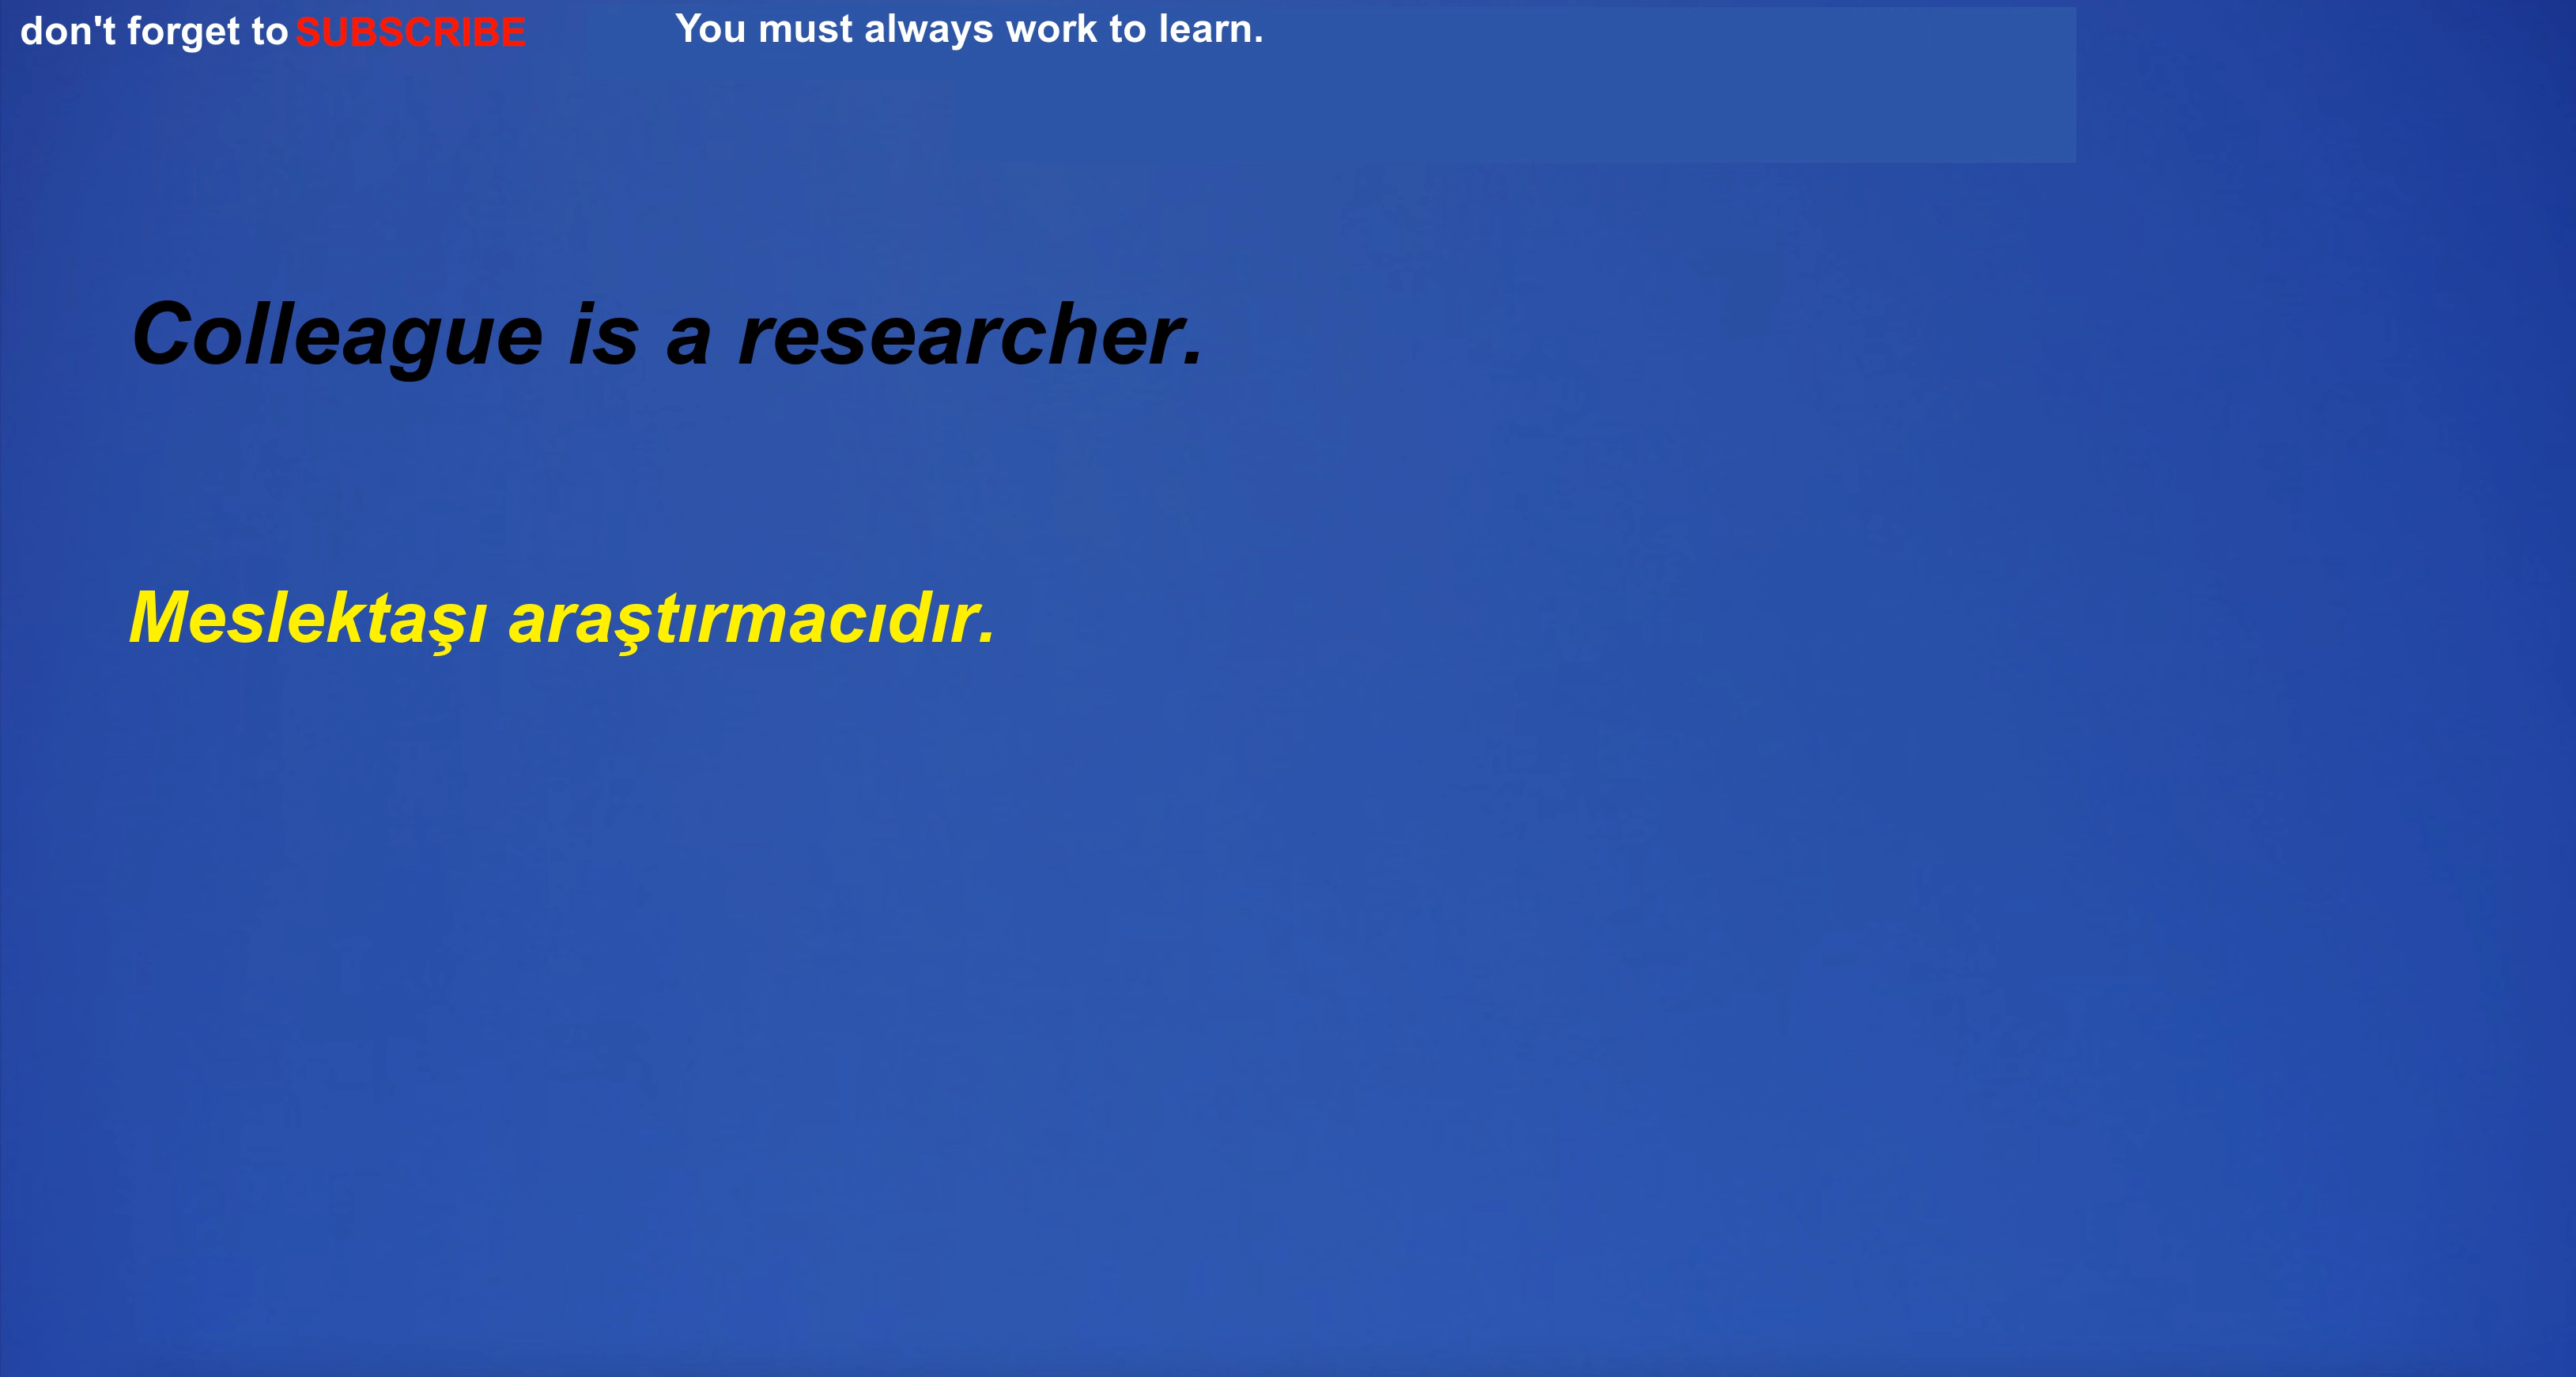 don't forget to SUBSCRIBE
You must always work to learn.
Colleague is a researcher.
Meslektaşı araştırmacıdır.